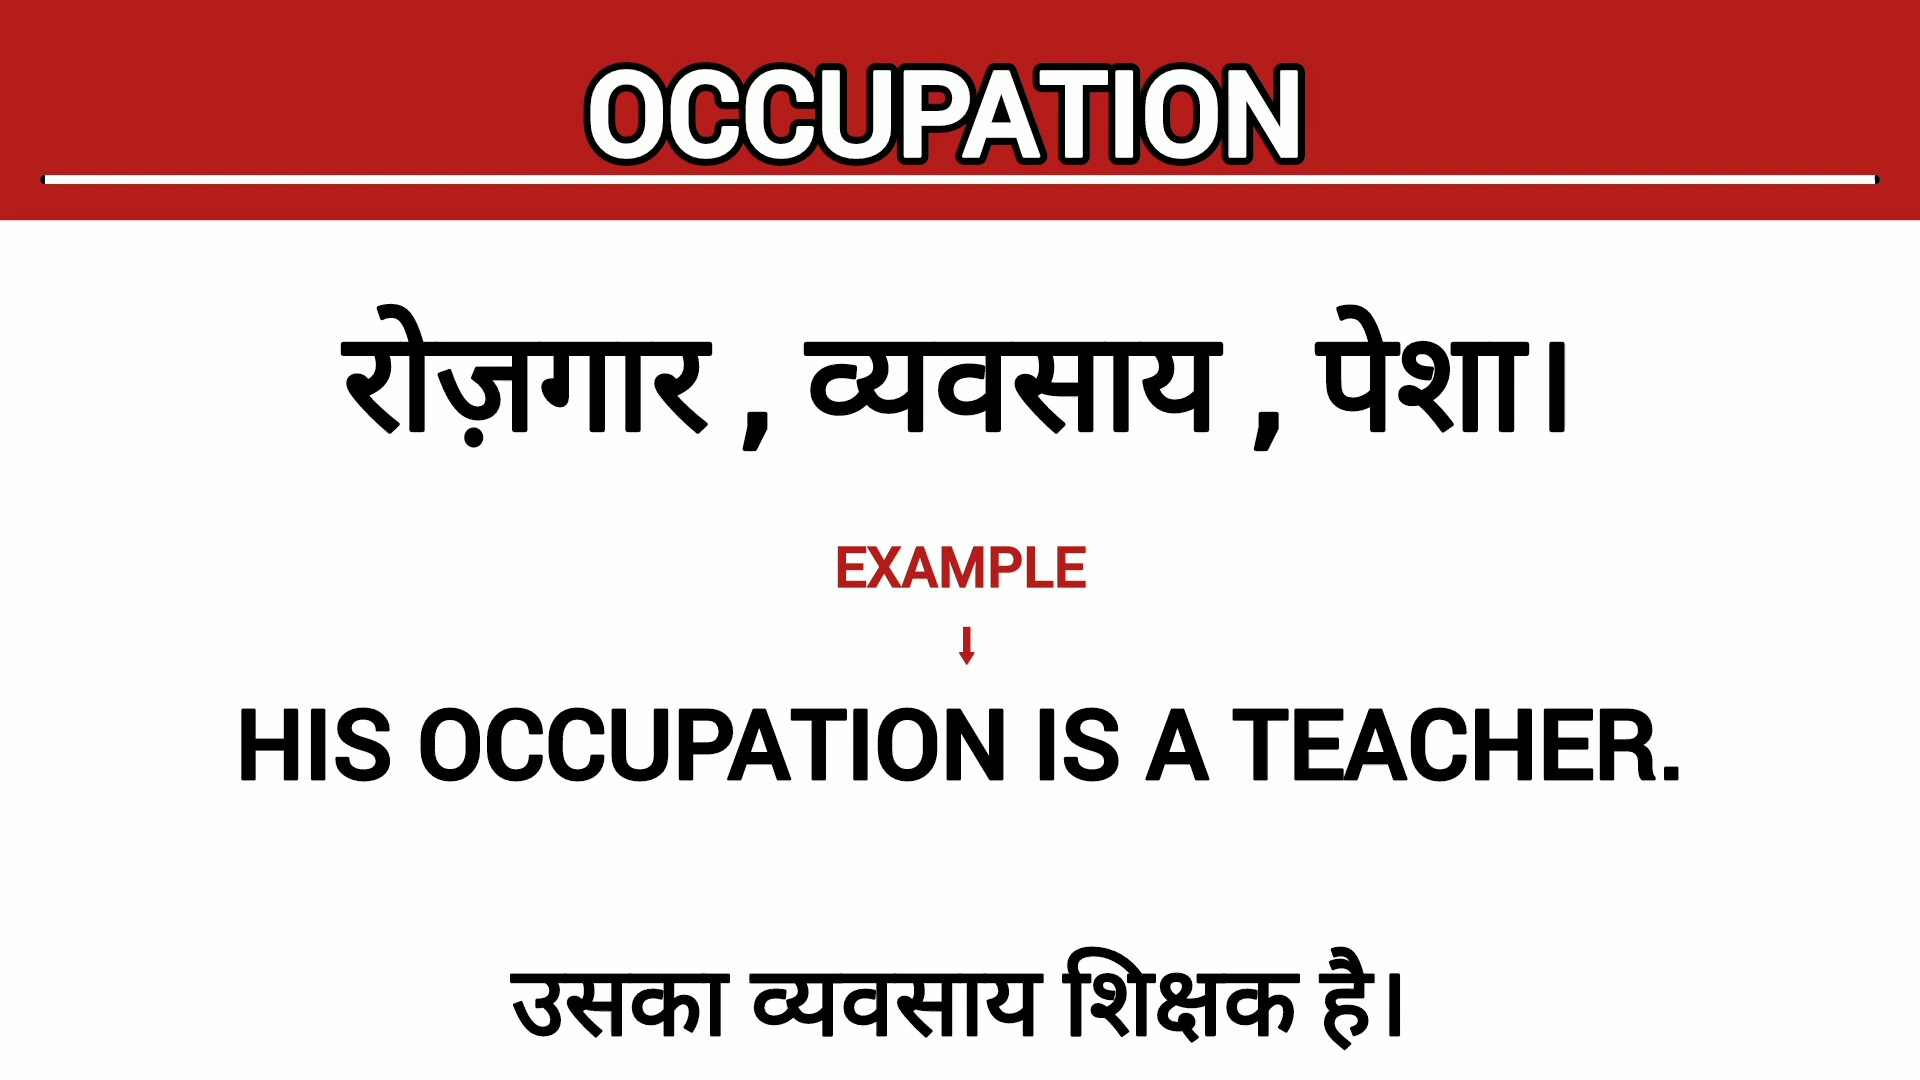 OCCUPATION
रोज़गार , व्यवसाय , पेशा।
EXAMPLE
HIS OCCUPATION IS A TEACHER.
उसका व्यवसाय शिक्षक है।